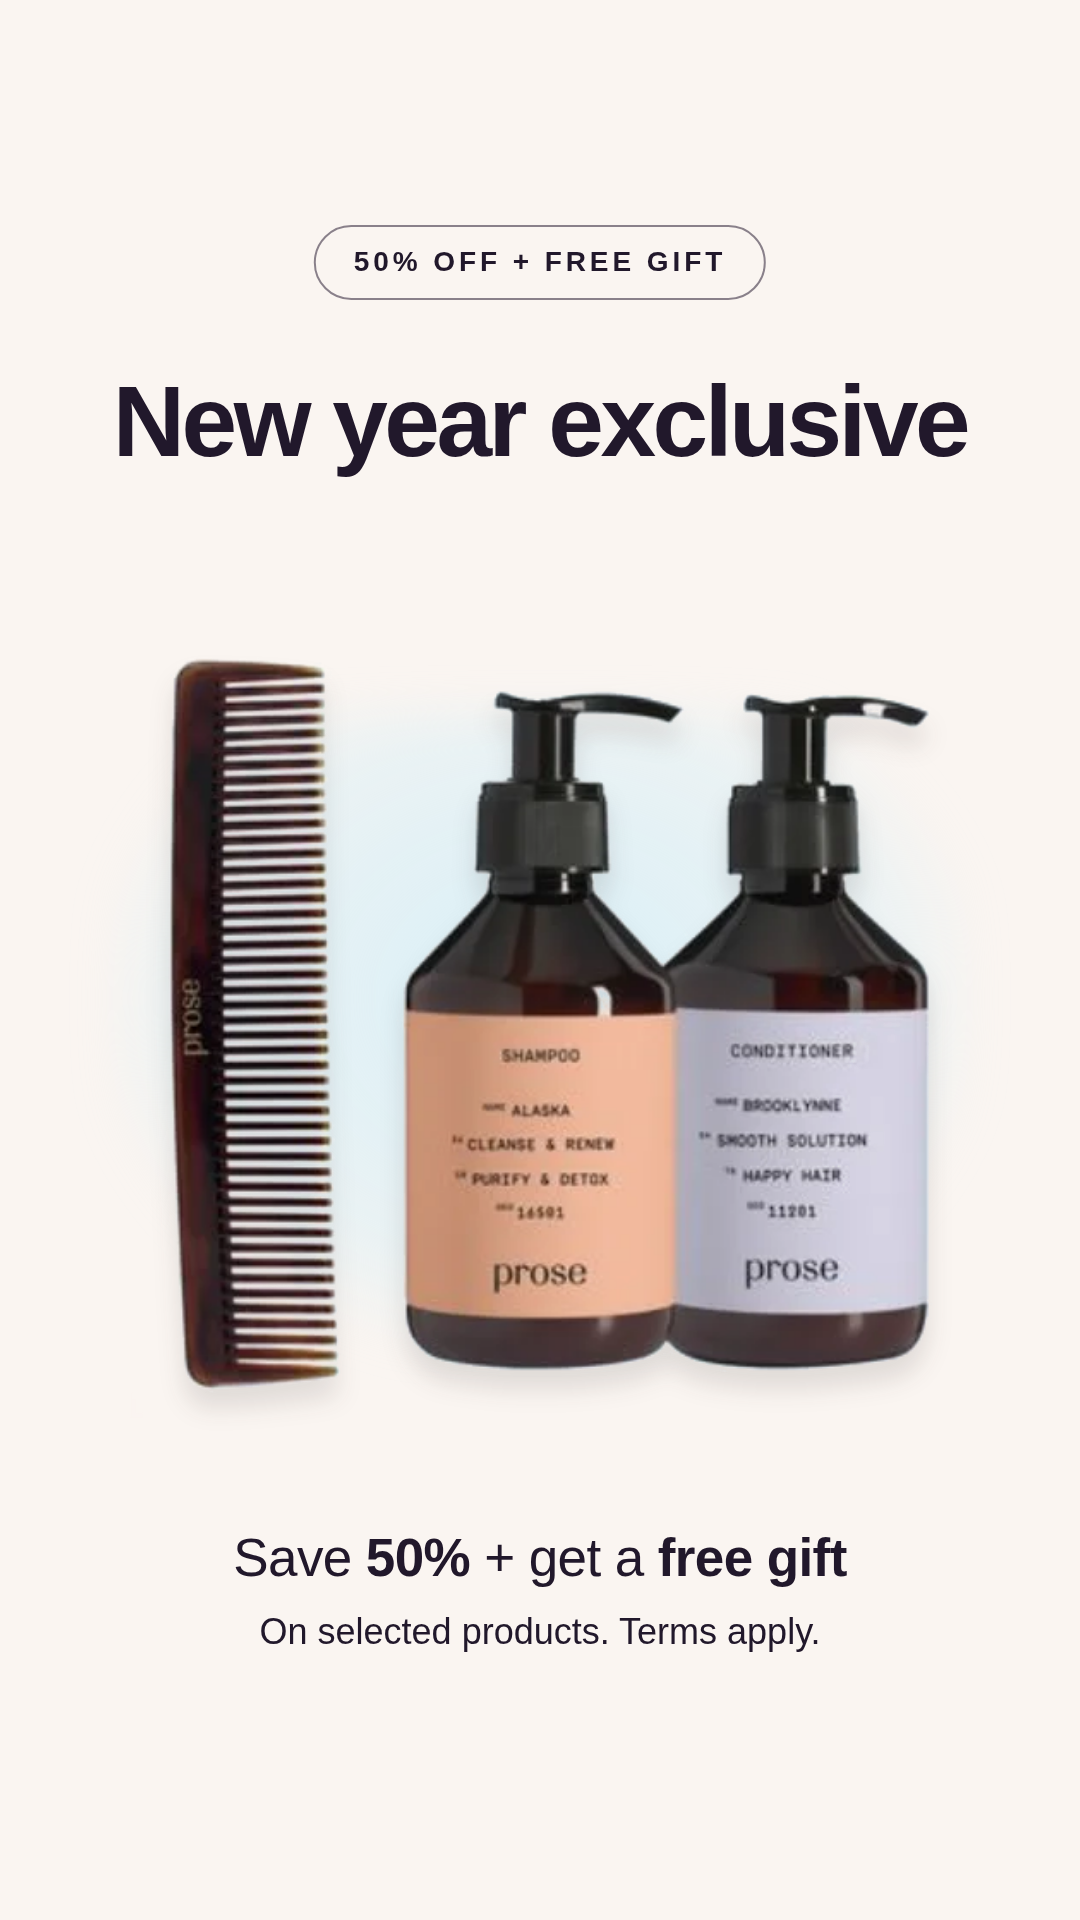 50% OFF + FREE GIFT
New year exclusive
prose
SHAMPOO
ALASKA
CLEANSE & RENEW
PURIFY & DETOX
16501
prose
CONDITIONER
BROOKLYNNE
SMOOTH SOLUTION
HAPPY HAIR
11201
prose
Save 50% + get a free gift
On selected products. Terms apply.